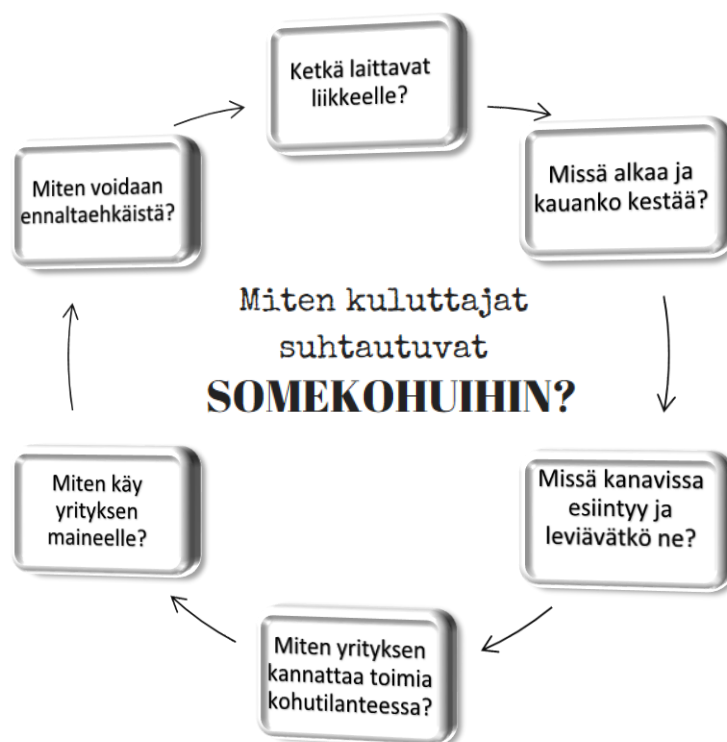 Ketkä laittavat
liikkeelle?
Missä alkaa ja
kauanko kestää?
Missä kanavissa
esiintyy ja
leviävätkö ne?
Miten yrityksen
kannattaa toimia
kohutilanteessa?
Miten käy
yrityksen
maineelle?
Miten voidaan
ennaltaehkäistä?
Miten kuluttajat
suhtautuvat
SOMEKOHUIHIN?